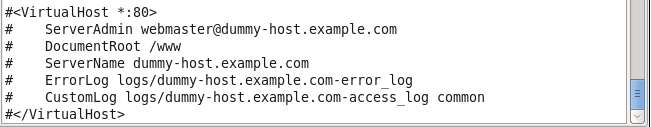 #<VirtualHost *:80>
#    ServerAdmin webmaster@dummy-host.example.com
#    DocumentRoot /www
#    ServerName dummy-host.example.com
#    ErrorLog logs/dummy-host.example.com-error_log
#    CustomLog logs/dummy-host.example.com-access_log common
#</VirtualHost>